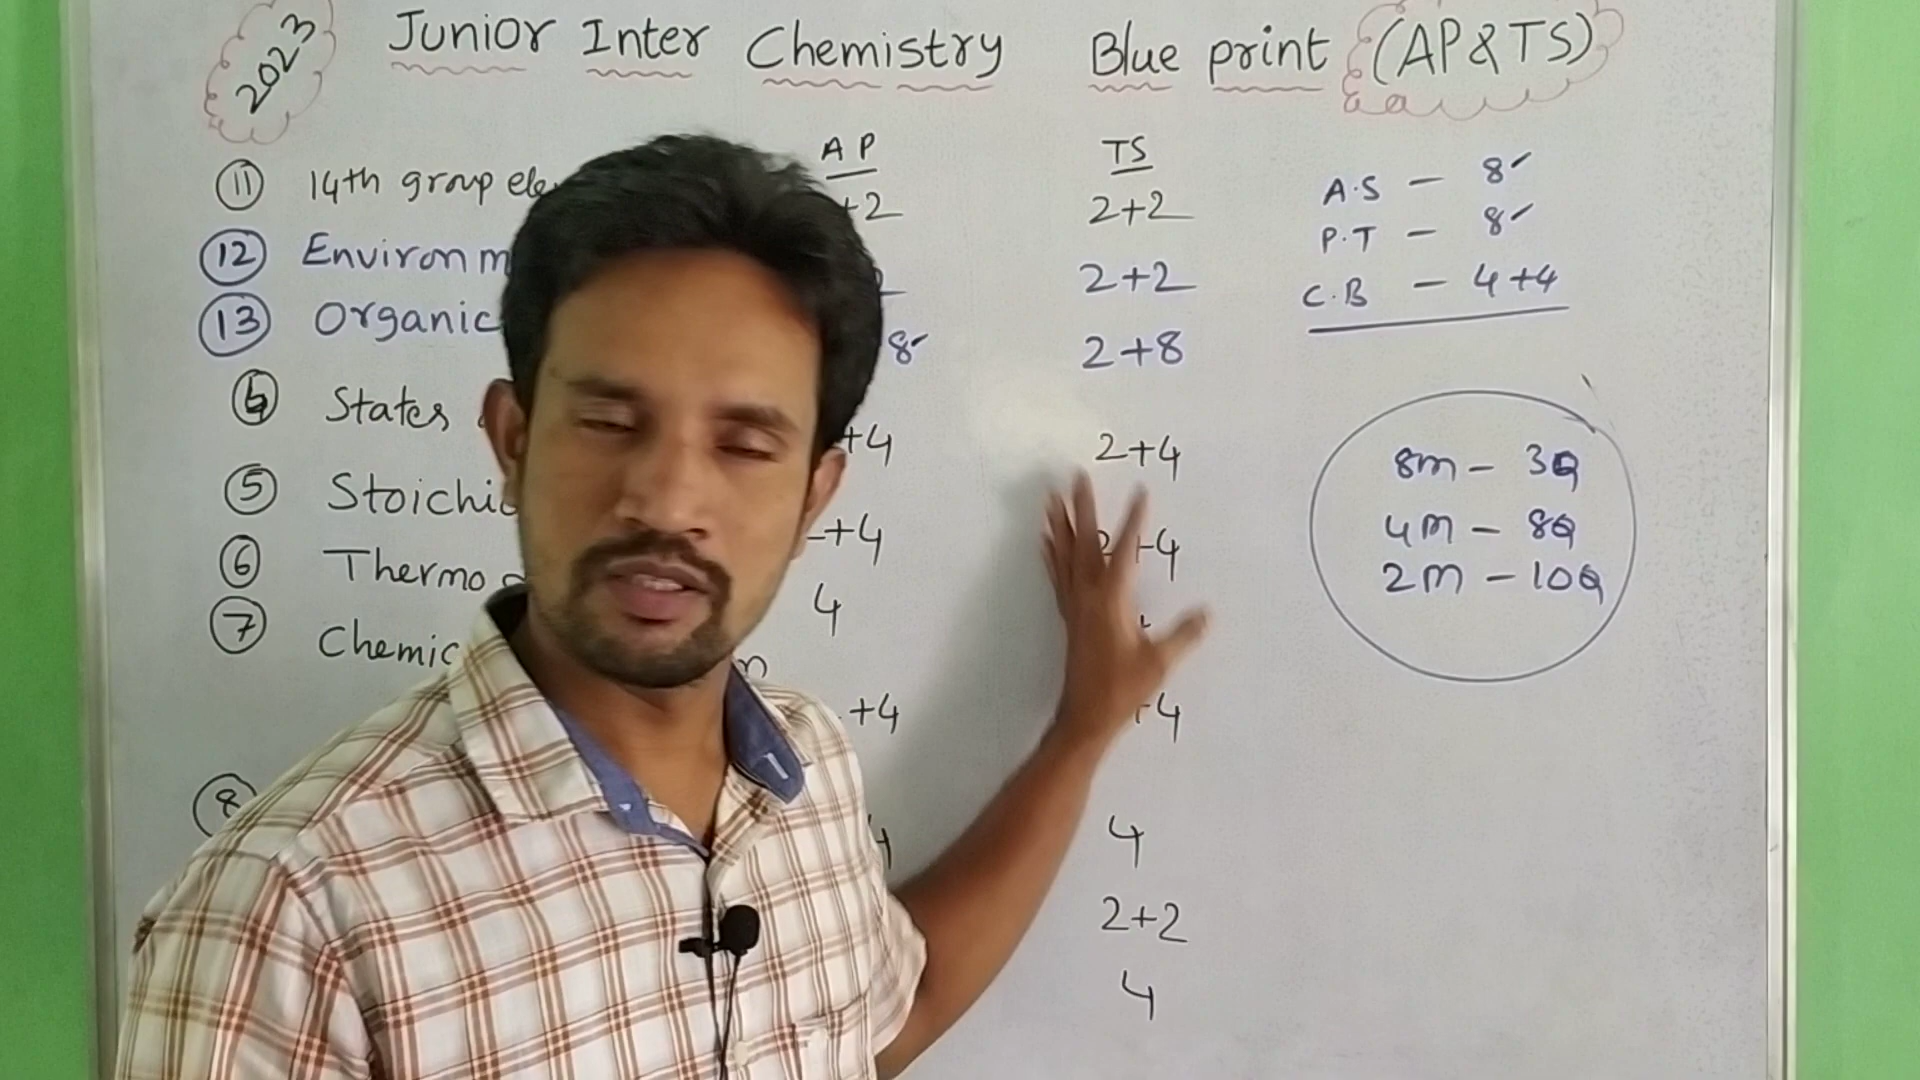 2023 Junior Inter Chemistry Blue print (AP&TS)
AP TS
11 14th group ele +2 2+2
12 Environm 2+2
13 Organic 8 2+8
4 States +4 2+4
5 Stoichi +4 2+4
6 Thermo 4
7 Chemic n
+4 +4
8 4 4
2+2
4
A.S - 8
P.T - 8
C.B - 4+4
8m - 3Q
4m - 8Q
2m - 10Q